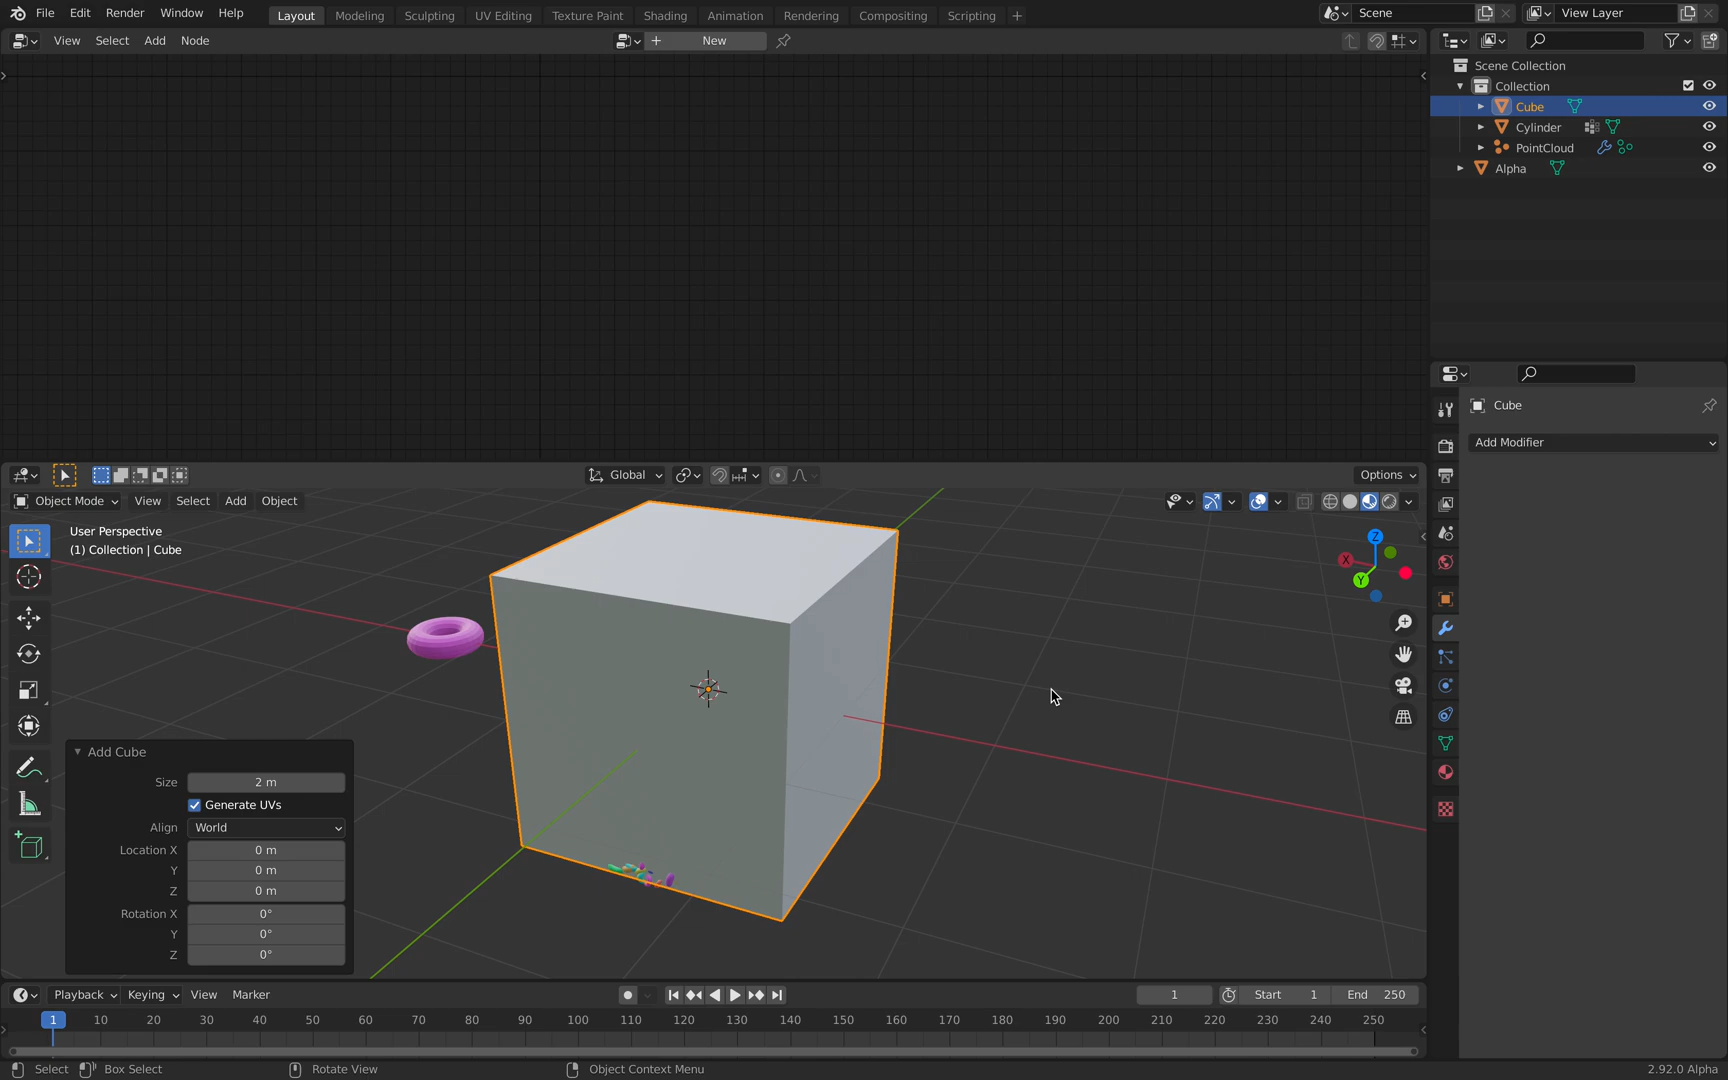 File Edit Render Window Help Layout Modeling Sculpting UV Editing Texture Paint Shading Animation Rendering Compositing Scripting + Scene View Layer
View Select Add Node + New
Scene Collection
Collection
Cube
Cylinder
PointCloud
Alpha
Cube
Add Modifier
Global Options
Object Mode View Select Add Object
User Perspective
(1) Collection | Cube
Z
X
Y
Add Cube
Size 2 m
Generate UVs
Align World
Location X 0 m
Y 0 m
Z 0 m
Rotation X 0°
Y 0°
Z 0°
Playback Keying View Marker 1 Start 1 End 250
1 10 20 30 40 50 60 70 80 90 100 110 120 130 140 150 160 170 180 190 200 210 220 230 240 250
Select Box Select Rotate View Object Context Menu 2.92.0 Alpha